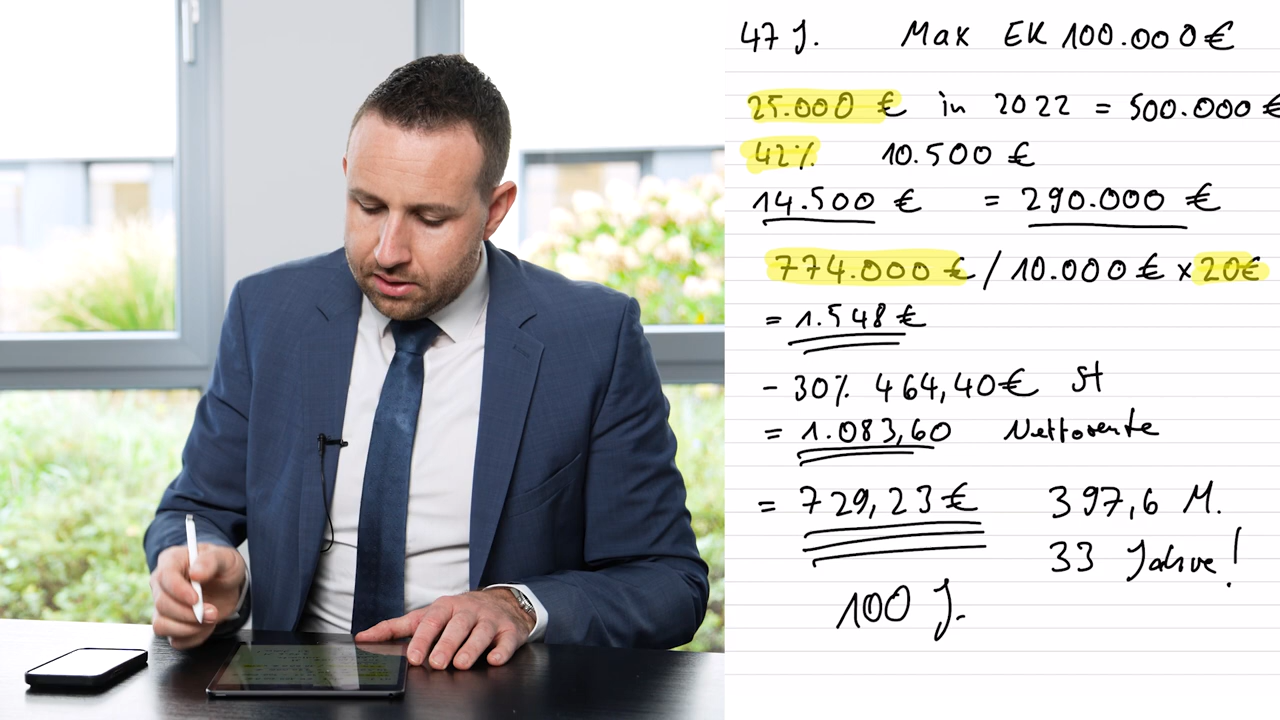 47 J. Max EK 100.000 €
25.000 € in 2022 = 500.000 €
42% 10.500 €
14.500 € = 290.000 €
774.000 € / 10.000 € x 20€
= 1.548 €
- 30% 464,40€ St
= 1.083,60 Nettorente
= 729,23 € 397,6 M.
33 Jahre!
100 J.